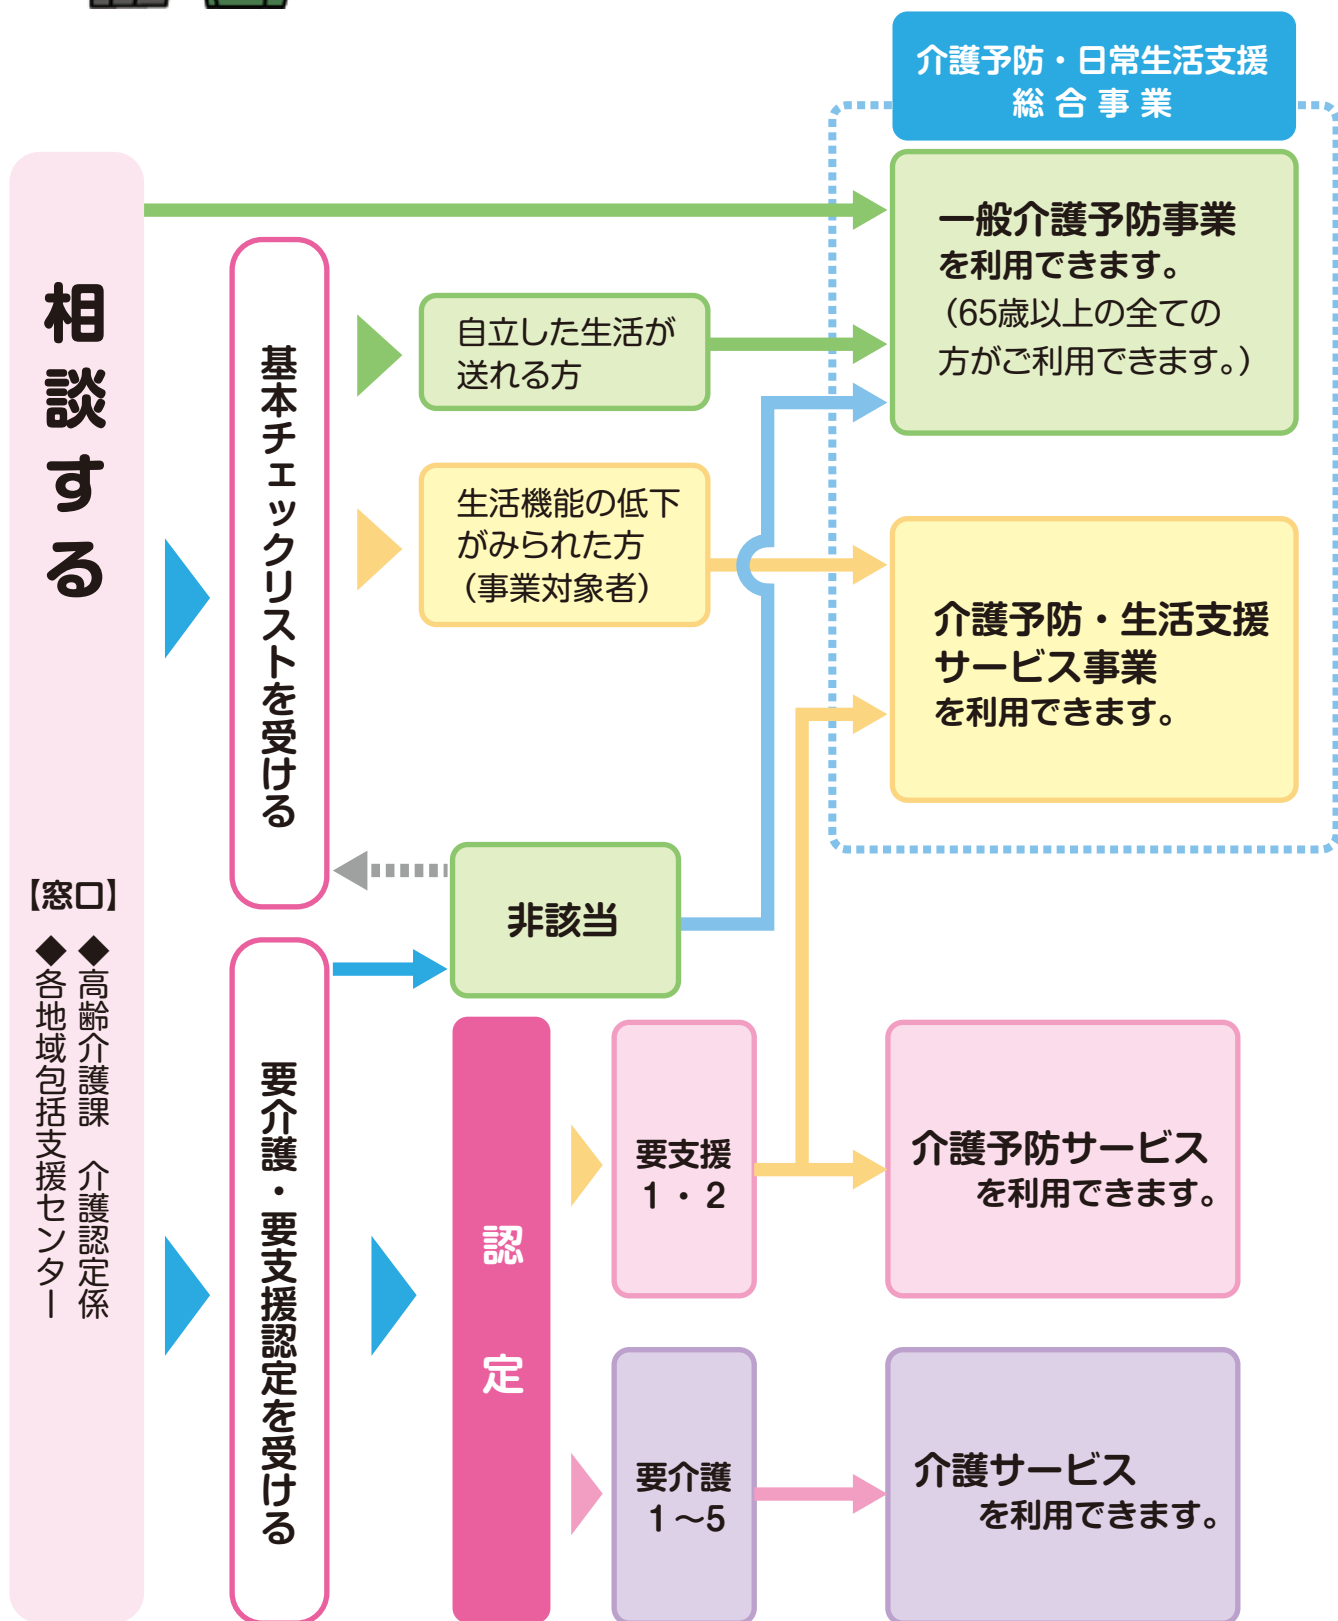 介護予防・日常生活支援
総合事業
相談する
【窓口】
◆高齢介護課　介護認定係
◆各地域包括支援センター
基本チェックリストを受ける
自立した生活が
送れる方
生活機能の低下
がみられた方
（事業対象者）
一般介護予防事業
を利用できます。
（65歳以上の全ての
方がご利用できます。）
介護予防・生活支援
サービス事業
を利用できます。
要介護・要支援認定を受ける
非該当
認定
要支援
1・2
介護予防サービス
を利用できます。
要介護
1～5
介護サービス
を利用できます。